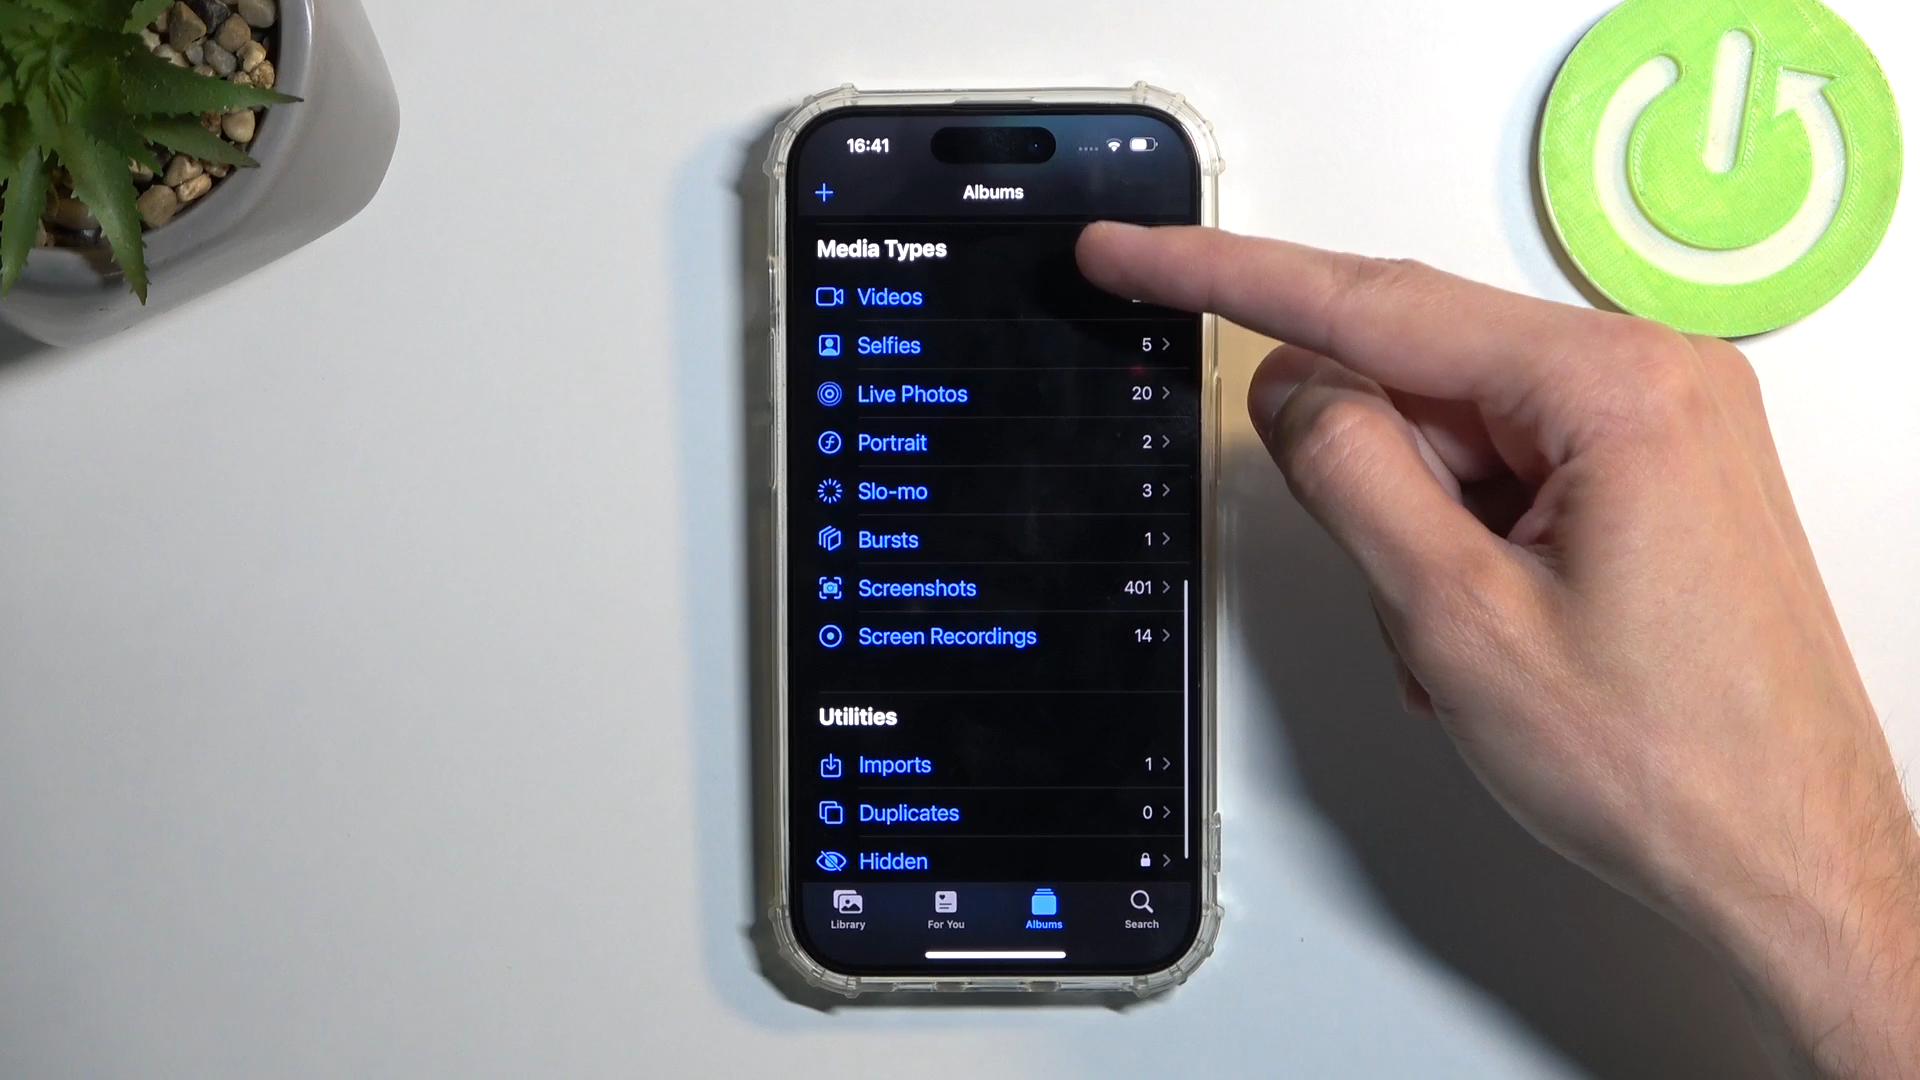 16:41
Albums
Media Types
Videos
Selfies 5
Live Photos 20
Portrait 2
Slo-mo 3
Bursts 1
Screenshots 401
Screen Recordings 14
Utilities
Imports 1
Duplicates 0
Hidden
Library For You Albums Search